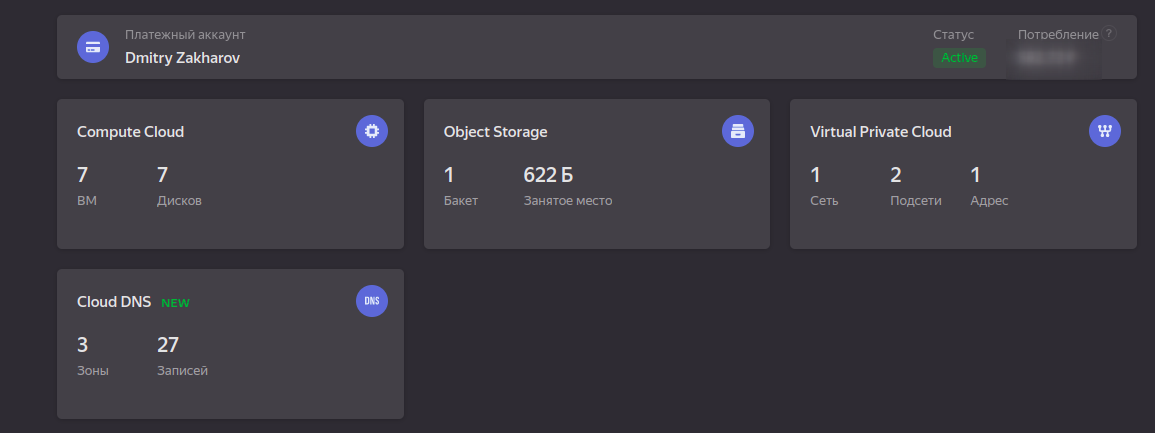 Платежный аккаунт
Dmitry Zakharov
Статус
Active
Потребление ?
Compute Cloud
7 7
ВМ Дисков
Object Storage
1 622 Б
Бакет Занятое место
Virtual Private Cloud
1 2 1
Сеть Подсети Адрес
Cloud DNS NEW
DNS
3 27
Зоны Записей